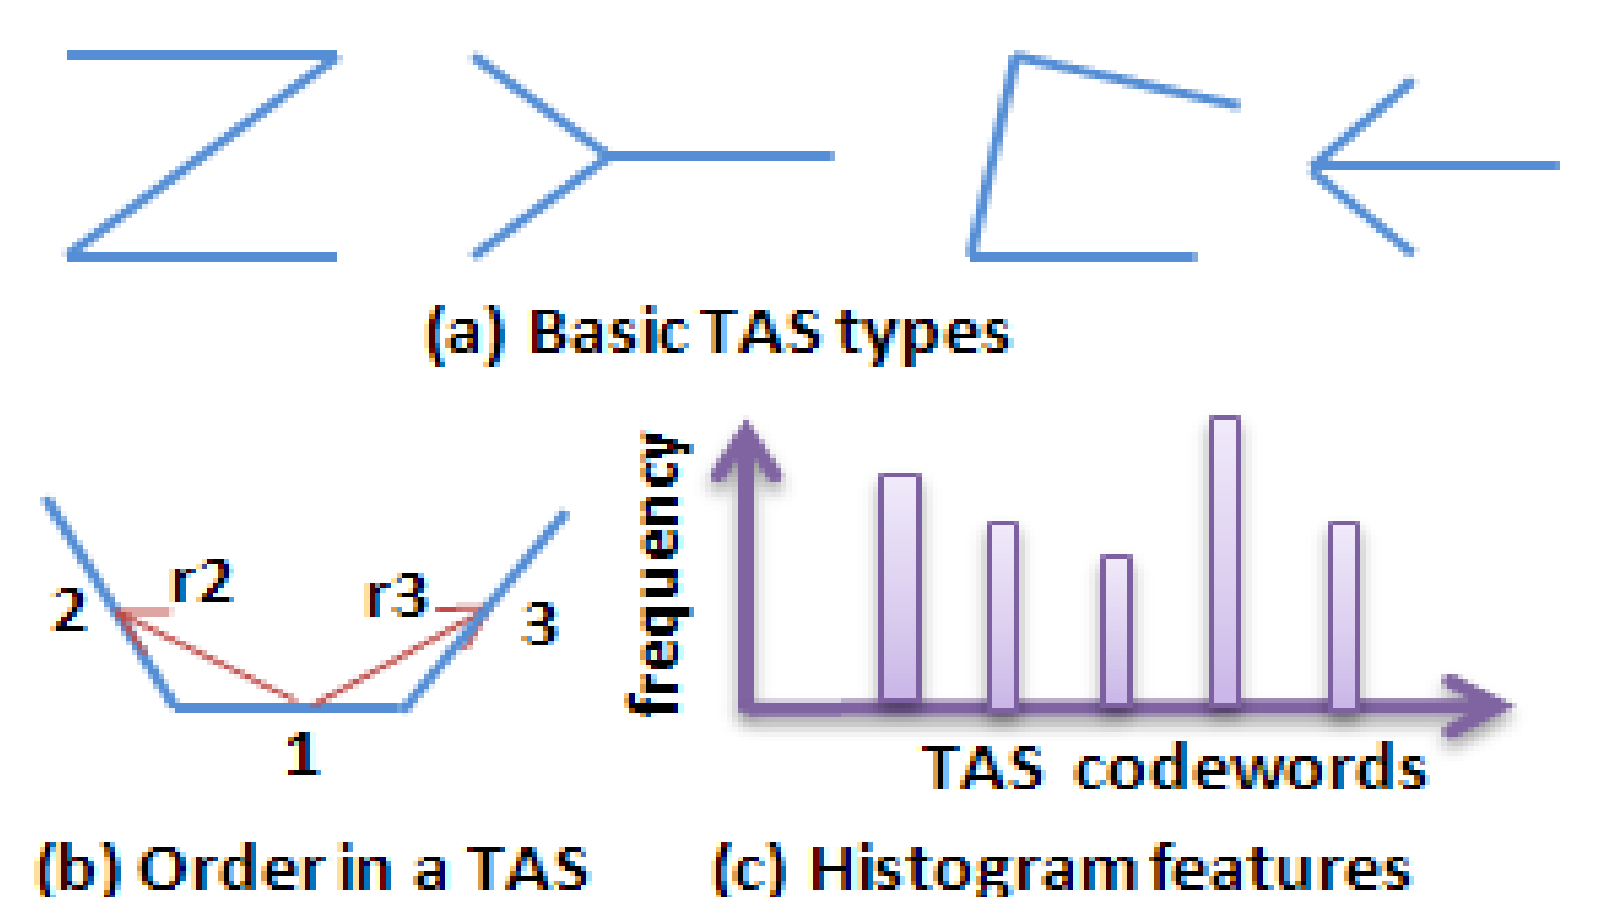 (a) Basic TAS types
frequency
r2
r3
2
3
1
TAS codewords
(b) Order in a TAS
(c) Histogram features